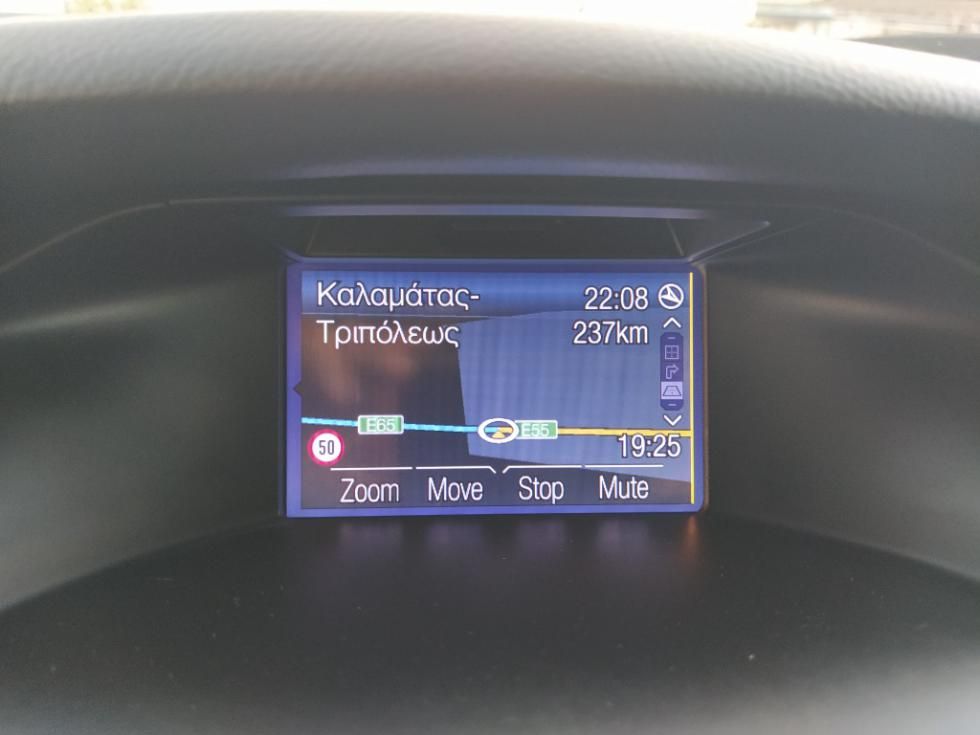 Καλαμάτας- 22:08
Τριπόλεως 237km
E65 E55
50 19:25
Zoom Move Stop Mute